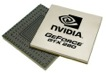 NVIDIA
GEFORCE
GTX 280